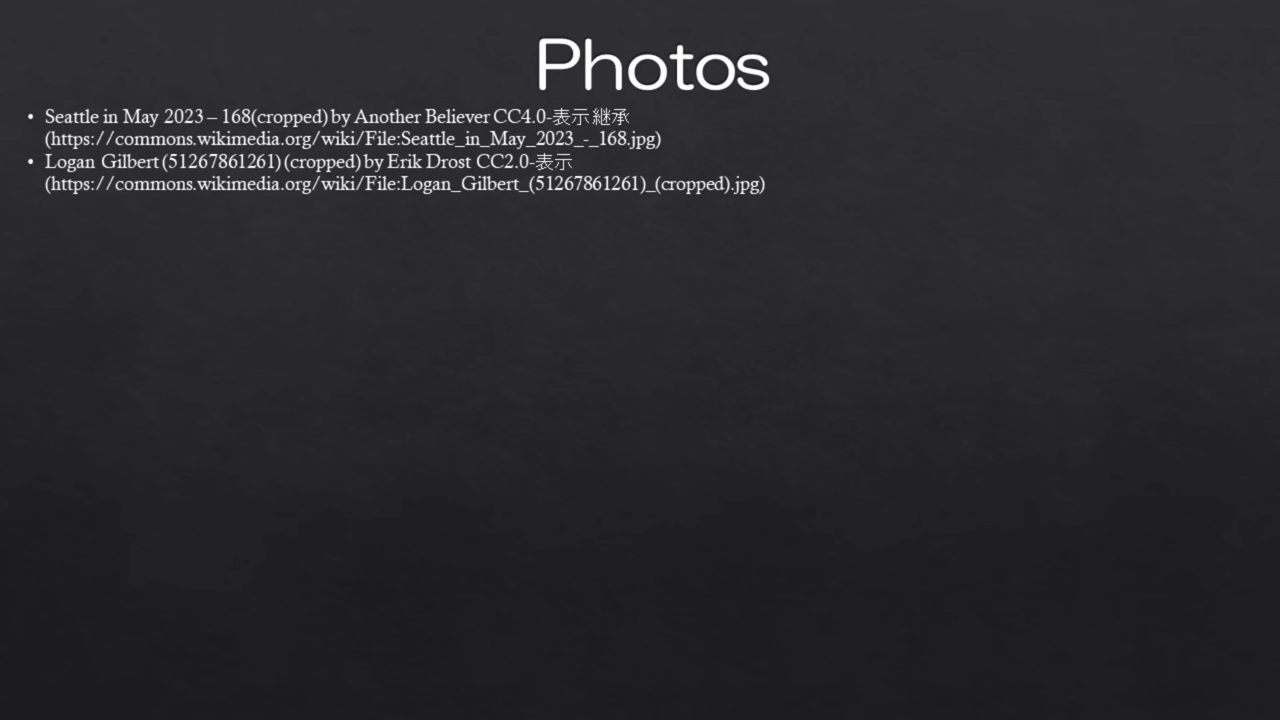 Photos
• Seattle in May 2023 – 168(cropped) by Another Believer CC4.0-表示 継承
(https://commons.wikimedia.org/wiki/File:Seattle_in_May_2023_-_168.jpg)
• Logan Gilbert (51267861261) (cropped) by Erik Drost CC2.0-表示
(https://commons.wikimedia.org/wiki/File:Logan_Gilbert_(51267861261)_(cropped).jpg)